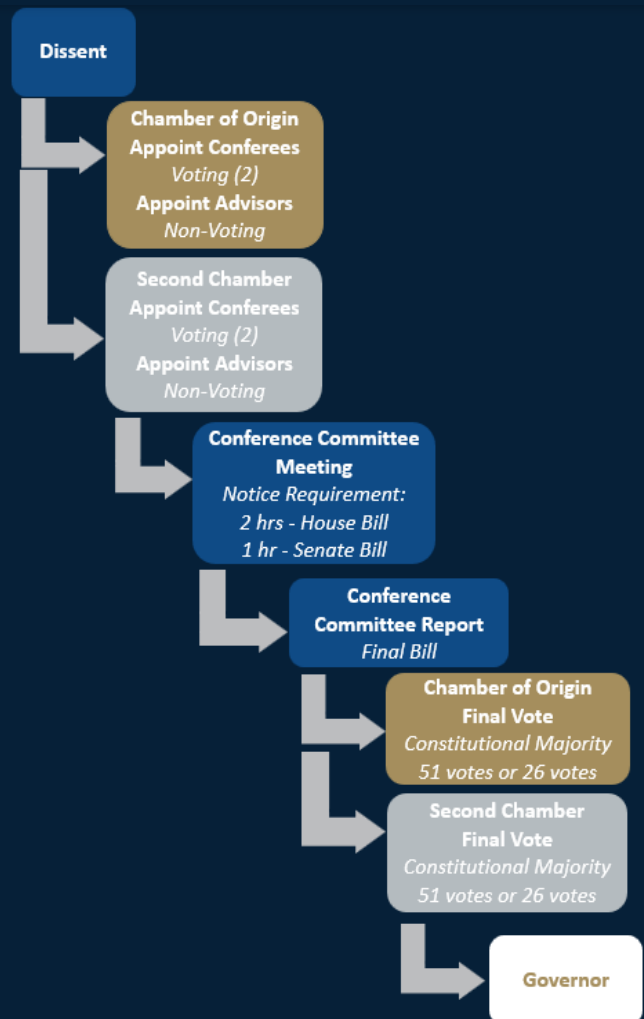 Dissent
Chamber of Origin
Appoint Conferees
Voting (2)
Appoint Advisors
Non-Voting
Second Chamber
Appoint Conferees
Voting (2)
Appoint Advisors
Non-Voting
Conference Committee
Meeting
Notice Requirement:
2 hrs - House Bill
1 hr - Senate Bill
Conference
Committee Report
Final Bill
Chamber of Origin
Final Vote
Constitutional Majority
51 votes or 26 votes
Second Chamber
Final Vote
Constitutional Majority
51 votes or 26 votes
Governor